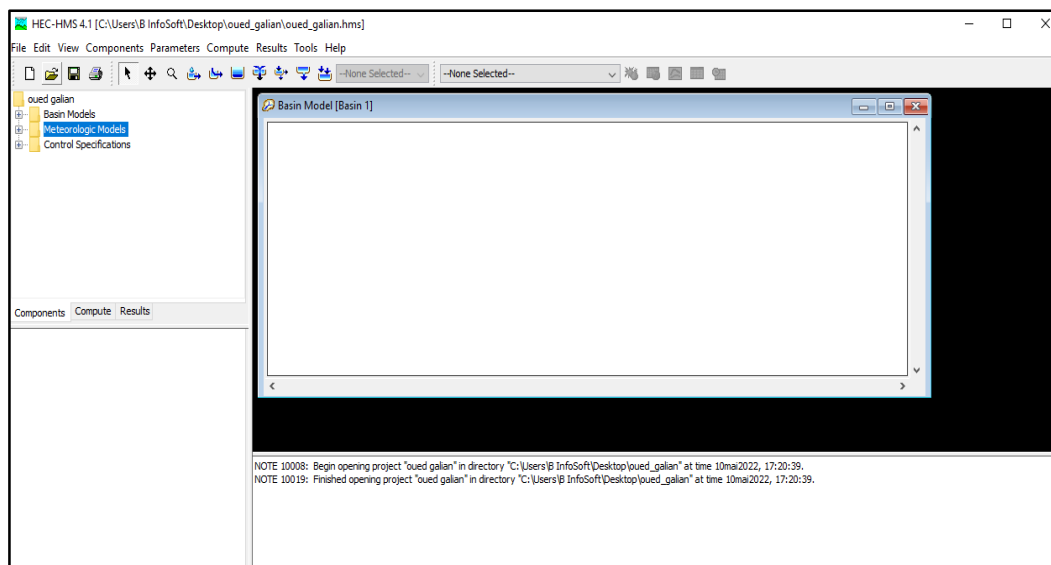 HEC-HMS 4.1 [C:\Users\B InfoSoft\Desktop\oued_galian\oued_galian.hms]
File Edit View Components Parameters Compute Results Tools Help
--None Selected-- --None Selected--
oued galian
Basin Models
Meteorologic Models
Control Specifications
Basin Model [Basin 1]
Components Compute Results
NOTE 10008: Begin opening project "oued galian" in directory "C:\Users\B InfoSoft\Desktop\oued_galian" at time 10mai2022, 17:20:39.
NOTE 10019: Finished opening project "oued galian" in directory "C:\Users\B InfoSoft\Desktop\oued_galian" at time 10mai2022, 17:20:39.